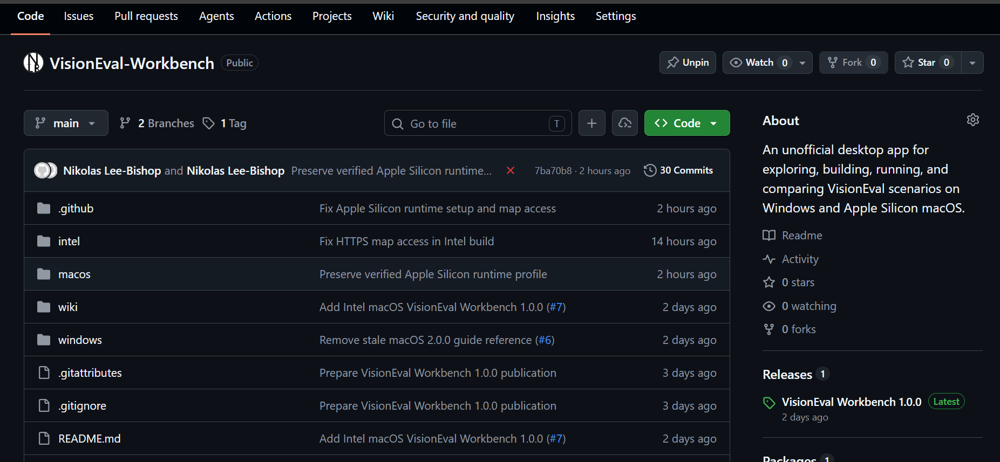 Code Issues Pull requests Agents Actions Projects Wiki Security and quality Insights Settings
VisionEval-Workbench Public Unpin Watch 0 Fork 0 Star 0
main 2 Branches 1 Tag Go to file T Code
Nikolas Lee-Bishop and Nikolas Lee-Bishop Preserve verified Apple Silicon runtime... 7ba70b8 · 2 hours ago 30 Commits
.github Fix Apple Silicon runtime setup and map access 2 hours ago
intel Fix HTTPS map access in Intel build 14 hours ago
macos Preserve verified Apple Silicon runtime profile 2 hours ago
wiki Add Intel macOS VisionEval Workbench 1.0.0 (#7) 2 days ago
windows Remove stale macOS 2.0.0 guide reference (#6) 2 days ago
.gitattributes Prepare VisionEval Workbench 1.0.0 publication 3 days ago
.gitignore Prepare VisionEval Workbench 1.0.0 publication 3 days ago
README.md Add Intel macOS VisionEval Workbench 1.0.0 (#7) 2 days ago
About
An unofficial desktop app for
exploring, building, running, and
comparing VisionEval scenarios on
Windows and Apple Silicon macOS.
Readme
Activity
0 stars
0 watching
0 forks
Releases 1
VisionEval Workbench 1.0.0 Latest
2 days ago
Packages 1